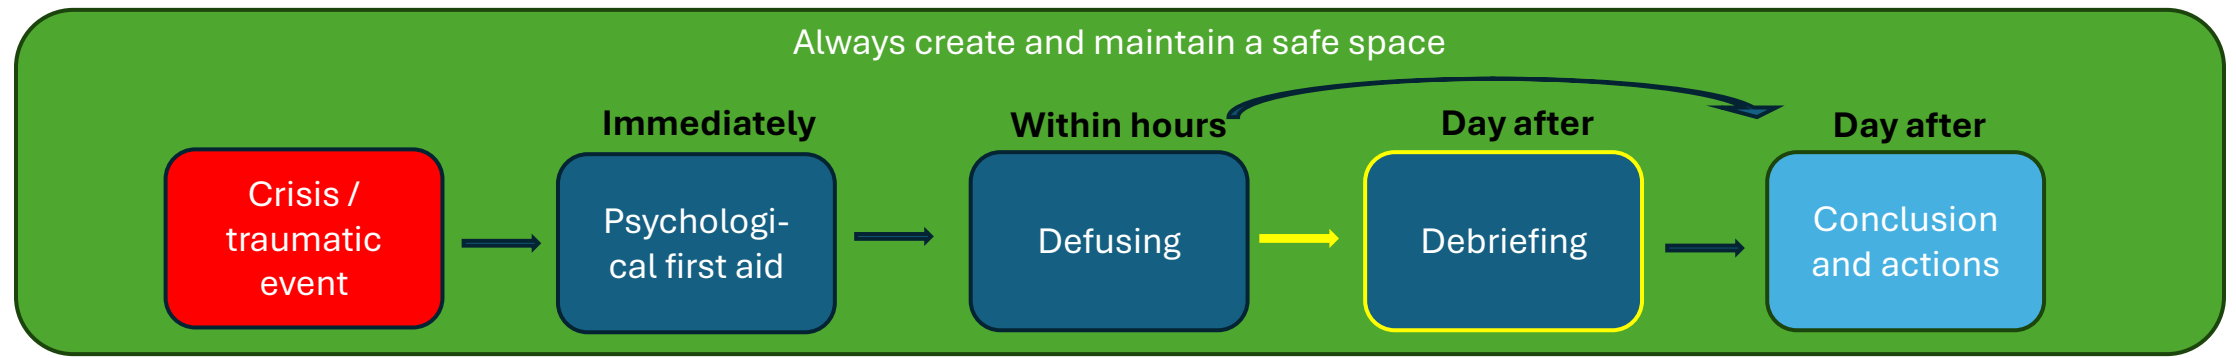 Always create and maintain a safe space
Immediately
Within hours
Day after
Day after
Crisis /
traumatic
event
Psychologi-
cal first aid
Defusing
Debriefing
Conclusion
and actions